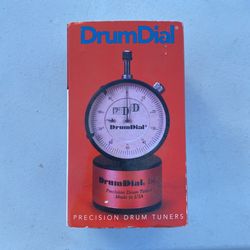 DrumDial
DrumDial
DrumDial, Inc.
Precision Drum Tuner
Made in USA
PRECISION DRUM TUNERS